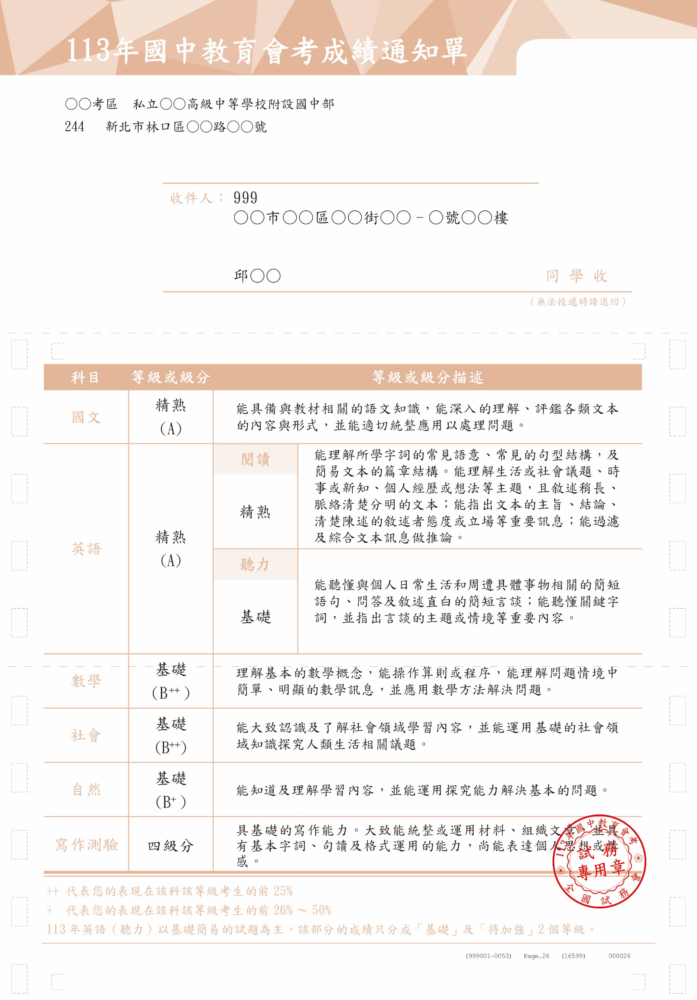 113年國中教育會考成績通知單
○○考區 私立○○高級中等學校附設國中部
244 新北市林口區○○路○○號
收件人：999
○○市○○區○○街○○－○號○○樓
邱○○ 同學收
（無法投遞時請退回）
科目 等級或級分 等級或級分描述
國文
精熟
(A)
能具備與教材相關的語文知識，能深入的理解、評鑑各類文本
的內容與形式，並能適切統整應用以處理問題。
英語
精熟
(A)
閱讀
精熟
能理解所學字詞的常見語意、常見的句型結構，及
簡易文本的篇章結構。能理解生活或社會議題、時
事或新知、個人經歷或想法等主題，且敘述稍長、
脈絡清楚分明的文本；能指出文本的主旨、結論、
清楚陳述的敘述者態度或立場等重要訊息；能過濾
及綜合文本訊息做推論。
聽力
基礎
能聽懂與個人日常生活和周遭具體事物相關的簡短
語句、問答及敘述直白的簡短言談；能聽懂關鍵字
詞，並指出言談的主題或情境等重要內容。
數學
基礎
(B++)
理解基本的數學概念，能操作算則或程序，能理解問題情境中
簡單、明顯的數學訊息，並應用數學方法解決問題。
社會
基礎
(B++)
能大致認識及了解社會領域學習內容，並能運用基礎的社會領
域知識探究人類生活相關議題。
自然
基礎
(B+)
能知道及理解學習內容，並能運用探究能力解決基本的問題。
寫作測驗
四級分
具基礎的寫作能力。大致能統整或運用材料、組織文章，並具
有基本字詞、句讀及格式運用的能力，尚能表達個人思想或情
感。
113年國中教育會考
試務
專用章
全國試務會
++ 代表您的表現在該科該等級考生的前 25%
+ 代表您的表現在該科該等級考生的前 26%～50%
113 年英語（聽力）以基礎簡易的試題為主，該部分的成績只分成「基礎」及「待加強」2 個等級。
(999001-0053) Page.26 (16599) 000026